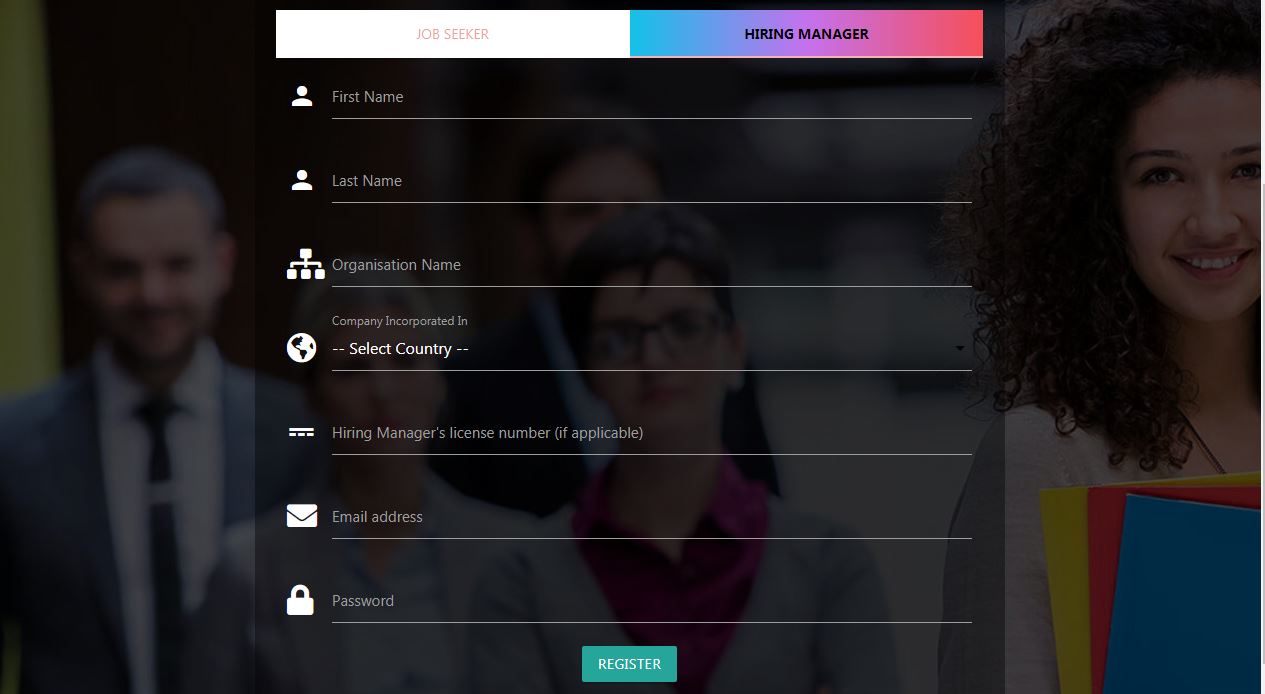 JOB SEEKER
HIRING MANAGER
First Name
Last Name
Organisation Name
Company Incorporated In
-- Select Country --
Hiring Manager's license number (if applicable)
Email address
Password
REGISTER